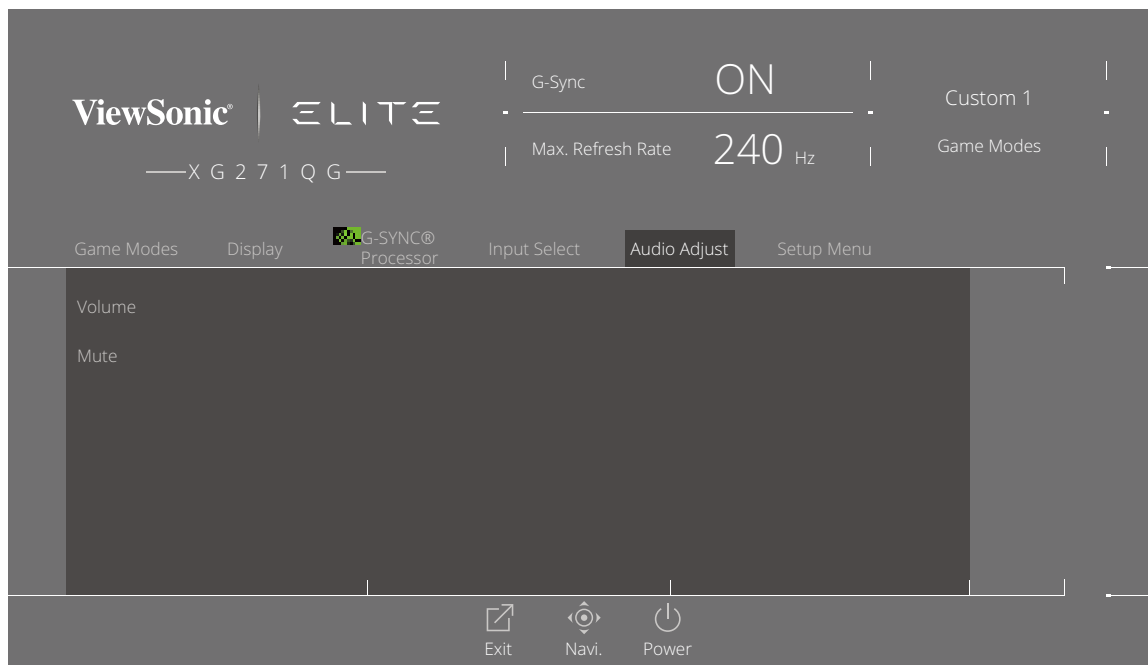 ViewSonic® ELITE
XG271QG
G-Sync ON
Max. Refresh Rate 240 Hz
Custom 1
Game Modes
Game Modes Display G-SYNC® Processor Input Select Audio Adjust Setup Menu
Volume
Mute
Exit Navi. Power